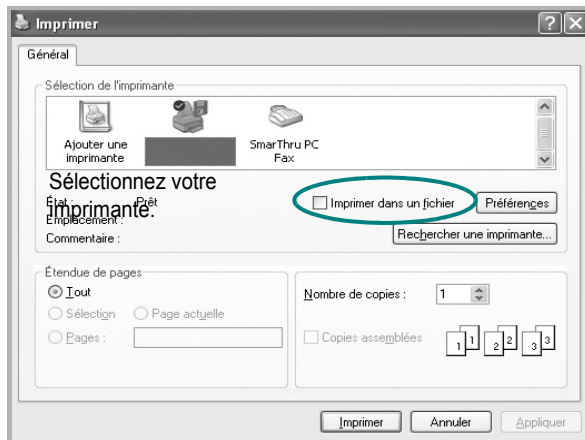 Imprimer
Général
Sélection de l'imprimante
Ajouter une
imprimante
SmarThru PC
Fax
Sélectionnez votre
imprimante.
État : Prêt
Emplacement :
Commentaire :
Imprimer dans un fichier
Préférences
Rechercher une imprimante...
Étendue de pages
Tout
Sélection Page actuelle
Pages :
Nombre de copies : 1
Copies assemblées
1 1 2 2 3 3
Imprimer Annuler Appliquer